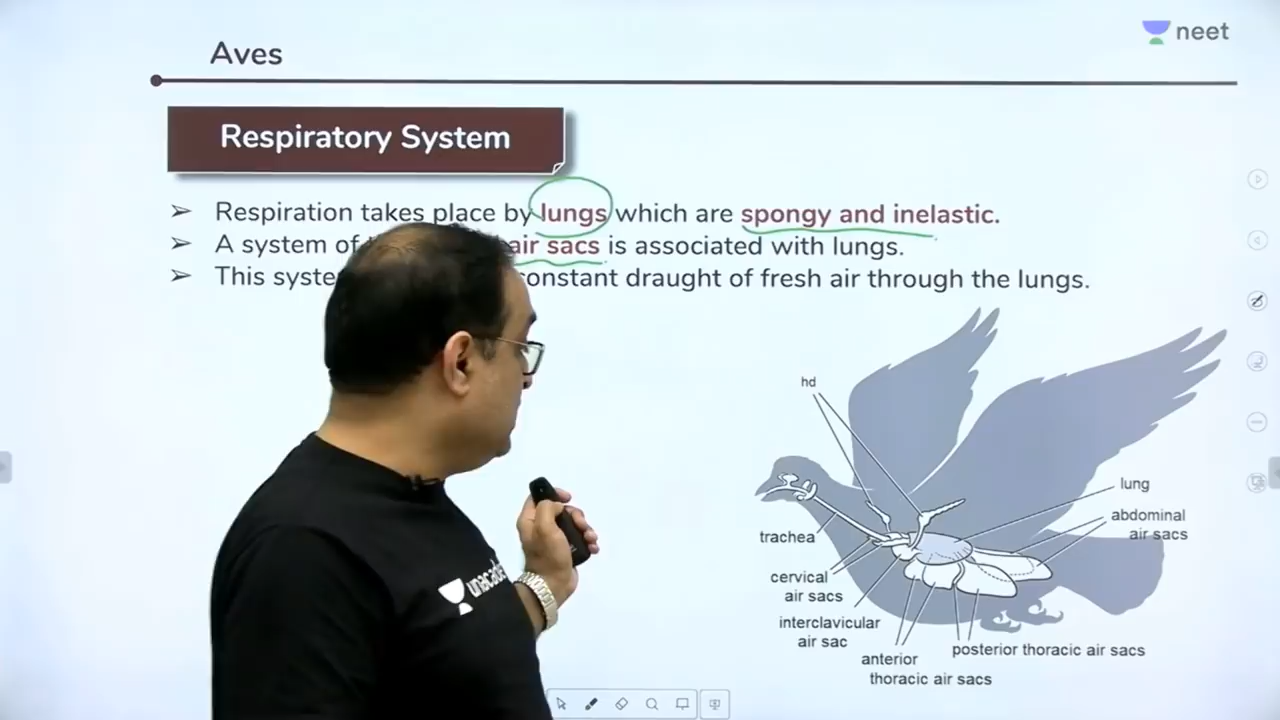 Aves
neet
Respiratory System
➢ Respiration takes place by lungs which are spongy and inelastic.
➢ A system of air sacs is associated with lungs.
➢ This constant draught of fresh air through the lungs.
hd
lung
abdominal
air sacs
trachea
cervical
air sacs
interclavicular
air sac
anterior
thoracic air sacs
posterior thoracic air sacs